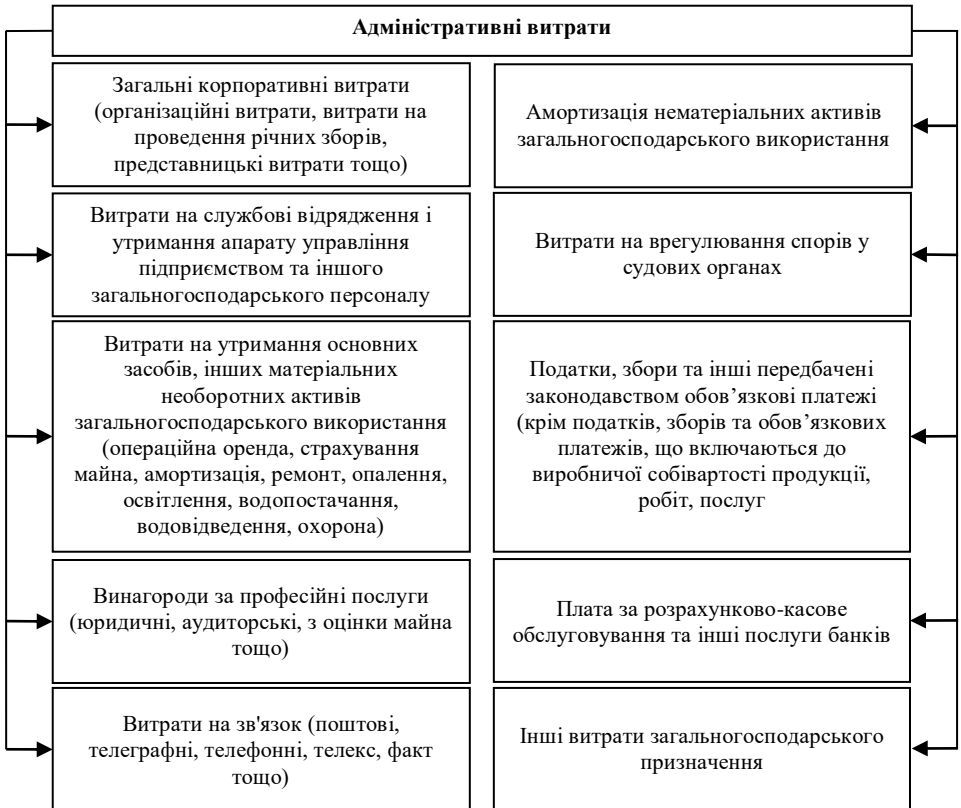 Адміністративні витрати
Загальні корпоративні витрати
(організаційні витрати, витрати на
проведення річних зборів,
представницькі витрати тощо)
Амортизація нематеріальних активів
загальногосподарського використання
Витрати на службові відрядження і
утримання апарату управління
підприємством та іншого
загальногосподарського персоналу
Витрати на врегулювання спорів у
судових органах
Витрати на утримання основних
засобів, інших матеріальних
необоротних активів
загальногосподарського використання
(операційна оренда, страхування
майна, амортизація, ремонт, опалення,
освітлення, водопостачання,
водовідведення, охорона)
Податки, збори та інші передбачені
законодавством обов’язкові платежі
(крім податків, зборів та обов’язкових
платежів, що включаються до
виробничої собівартості продукції,
робіт, послуг
Винагороди за професійні послуги
(юридичні, аудиторські, з оцінки майна
тощо)
Плата за розрахунково-касове
обслуговування та інші послуги банків
Витрати на зв'язок (поштові,
телеграфні, телефонні, телекс, факт
тощо)
Інші витрати загальногосподарського
призначення